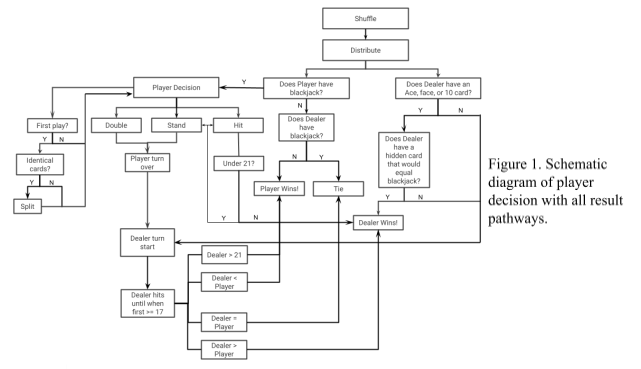 Shuffle
Distribute
Player Decision
Y
Does Player have
blackjack?
Does Dealer have an
Ace, face, or 10 card?
N
Y
N
First play?
Double
Stand
Hit
Does Dealer
have
blackjack?
Does Dealer
have a
hidden card
that would
equal
blackjack?
Y
N
Identical
cards?
Player turn
over
Under 21?
N
Y
Y
N
Split
Player Wins!
Tie
Y
N
Y
N
Dealer Wins!
Dealer turn
start
Dealer > 21
Dealer <
Player
Dealer hits
until when
first >= 17
Dealer =
Player
Dealer >
Player
Figure 1. Schematic
diagram of player
decision with all result
pathways.